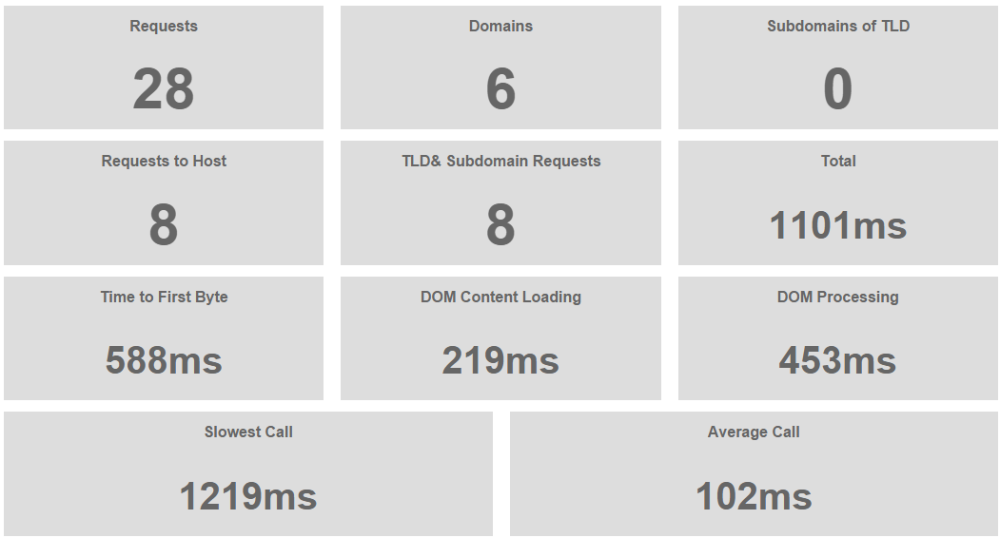 Requests
28
Domains
6
Subdomains of TLD
0
Requests to Host
8
TLD& Subdomain Requests
8
Total
1101ms
Time to First Byte
588ms
DOM Content Loading
219ms
DOM Processing
453ms
Slowest Call
1219ms
Average Call
102ms